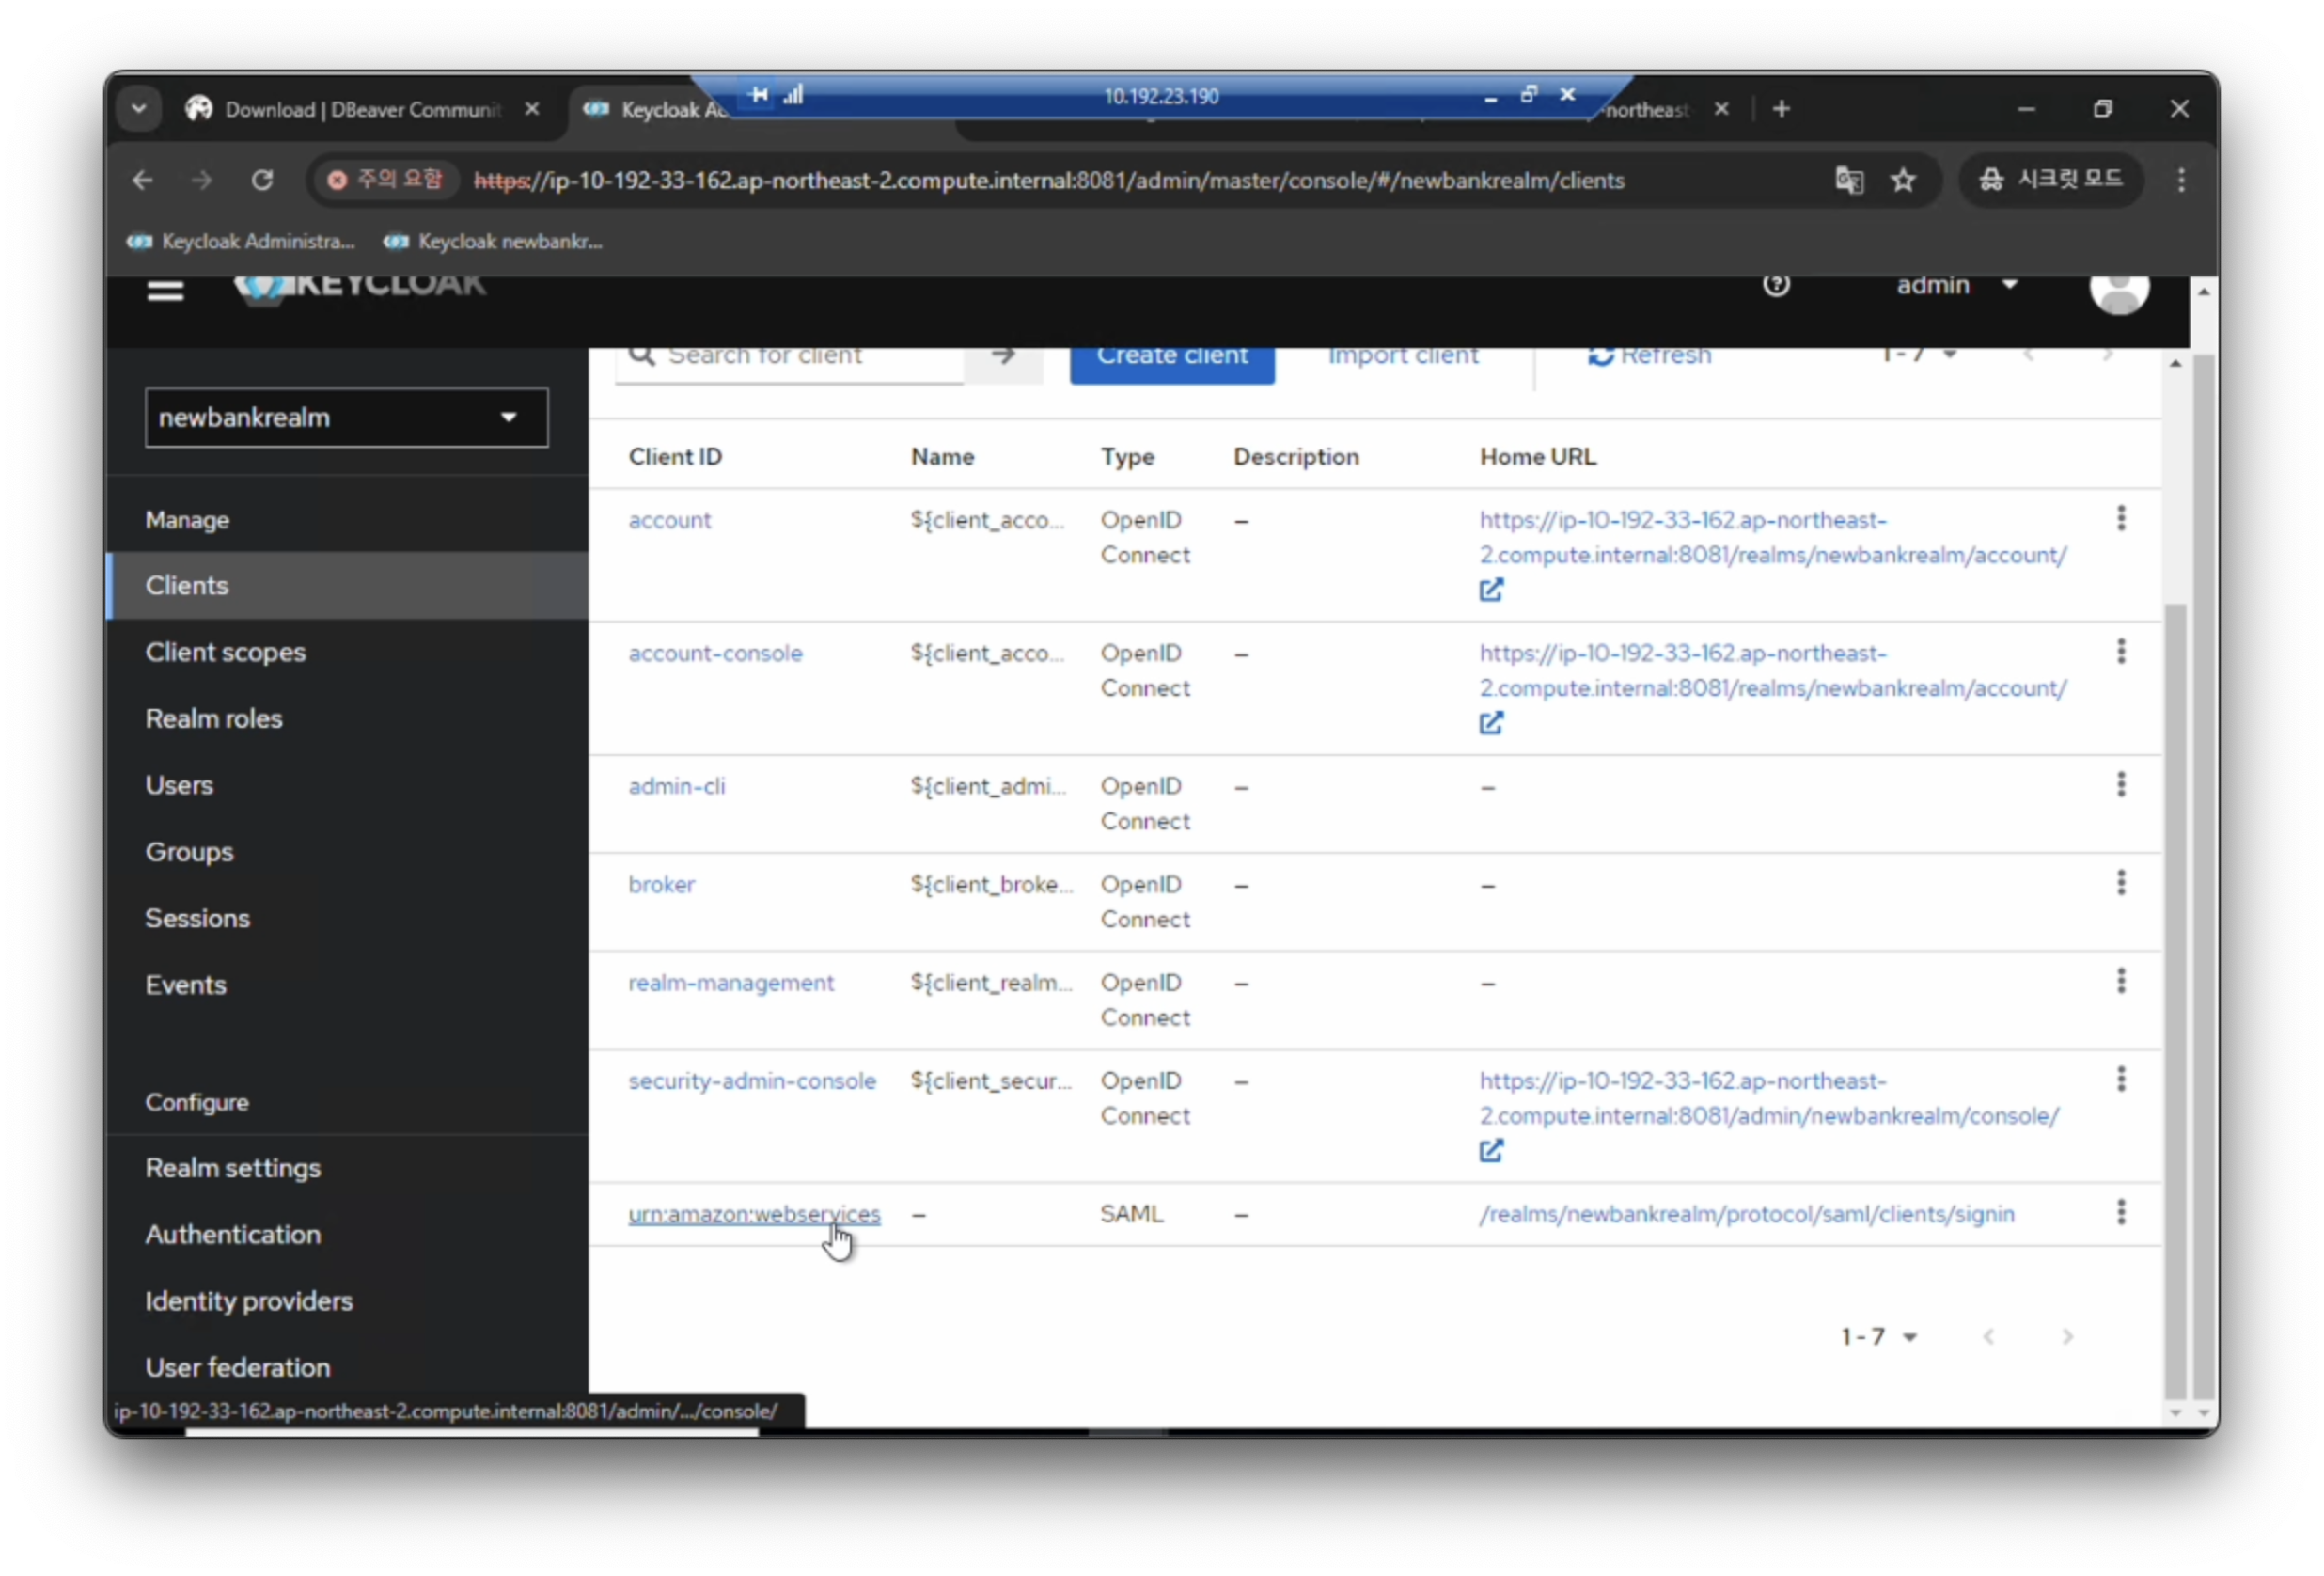 10.192.23.190
Download | DBeaver Communit
Keycloak Ad
-northeast
주의 요함
https://ip-10-192-33-162.ap-northeast-2.compute.internal:8081/admin/master/console/#/newbankrealm/clients
시크릿 모드
Keycloak Administra...
Keycloak newbankr...
KEYCLOAK
admin
newbankrealm
Manage
Clients
Client scopes
Realm roles
Users
Groups
Sessions
Events
Configure
Realm settings
Authentication
Identity providers
User federation
Search for client
Create client
Import client
Refresh
1 - 7
Client ID Name Type Description Home URL
account ${client_acco... OpenID Connect – https://ip-10-192-33-162.ap-northeast-
2.compute.internal:8081/realms/newbankrealm/account/
account-console ${client_acco... OpenID Connect – https://ip-10-192-33-162.ap-northeast-
2.compute.internal:8081/realms/newbankrealm/account/
admin-cli ${client_admi... OpenID Connect – –
broker ${client_broke... OpenID Connect – –
realm-management ${client_realm... OpenID Connect – –
security-admin-console ${client_secur... OpenID Connect – https://ip-10-192-33-162.ap-northeast-
2.compute.internal:8081/admin/newbankrealm/console/
urn:amazon:webservices – SAML – /realms/newbankrealm/protocol/saml/clients/signin
1 - 7
ip-10-192-33-162.ap-northeast-2.compute.internal:8081/admin/.../console/